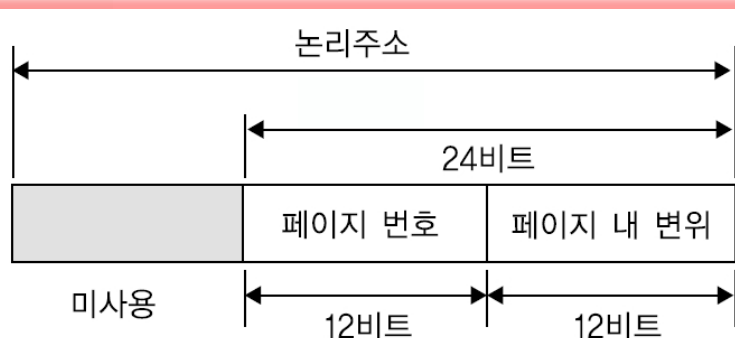 논리주소
24비트
페이지 번호
페이지 내 변위
미사용
12비트
12비트